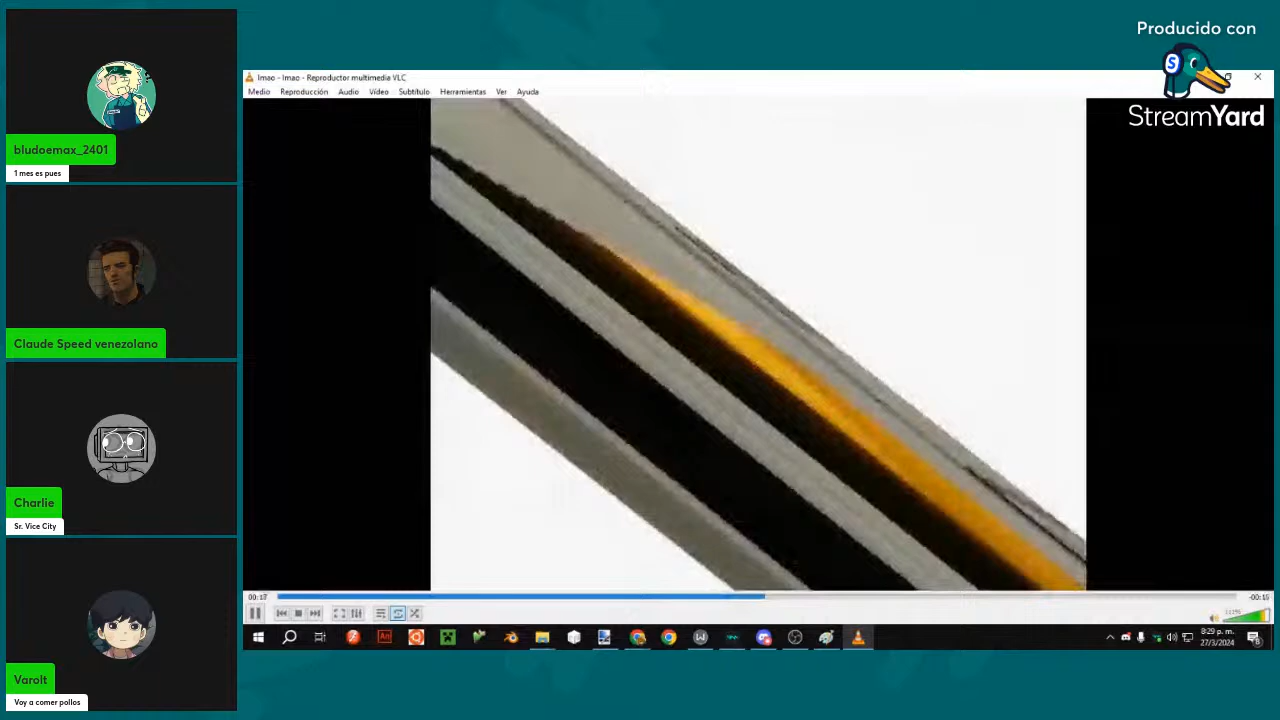 Producido con
StreamYard
lmao - lmao - Reproductor multimedia VLC
Medio Reproducción Audio Vídeo Subtítulo Herramientas Ver Ayuda
bludoemax_2401
1 mes es pues
Claude Speed venezolano
Charlie
Sr. Vice City
Varolt
Voy a comer pollos
8:29 p. m.
27/3/2024